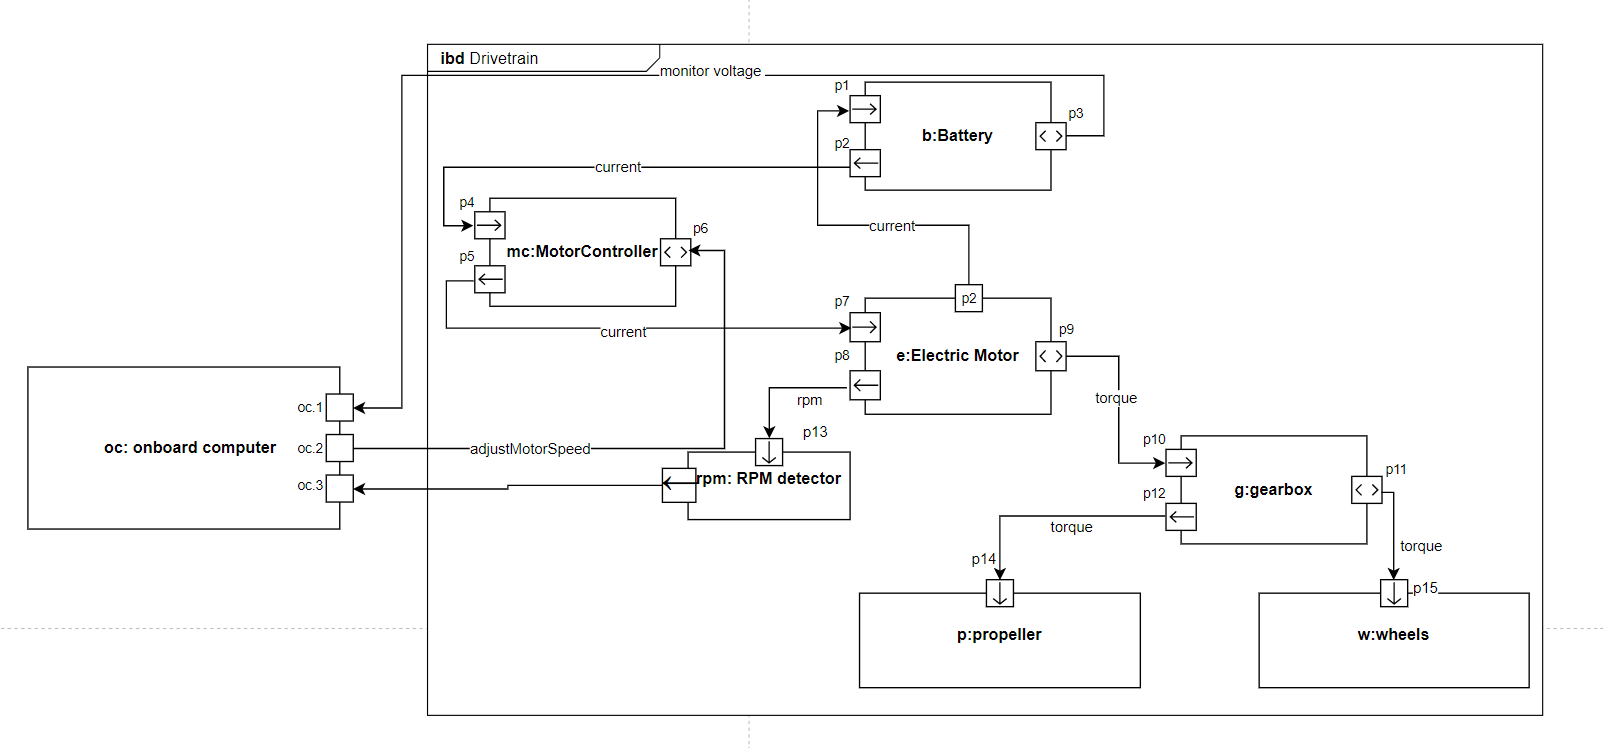 ibd Drivetrain
monitor voltage
p1
p3
b:Battery
p2
current
p4
p6
current
mc:MotorController
p5
p2
p7
current
p9
p8
e:Electric Motor
torque
rpm
oc.1
p13
p10
oc: onboard computer
oc.2
adjustMotorSpeed
p11
rpm: RPM detector
oc.3
g:gearbox
p12
torque
torque
p14
p15
p:propeller
w:wheels